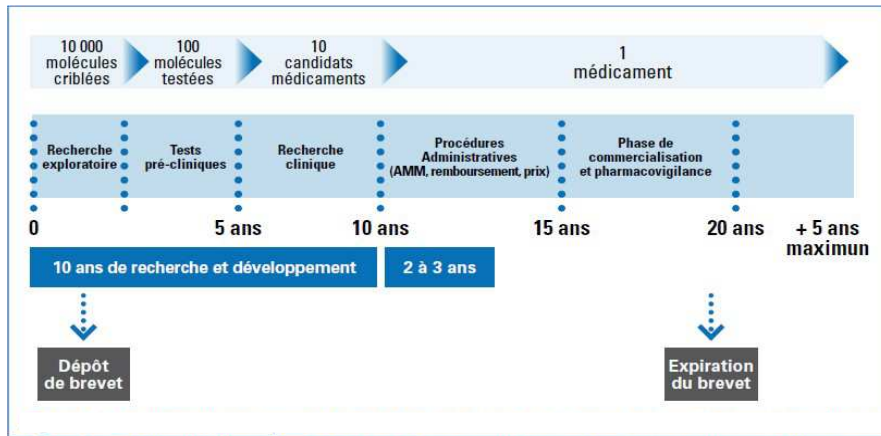 10 000
molécules
criblées
100
molécules
testées
10
candidats
médicaments
1
médicament
Recherche
exploratoire
Tests
pré-cliniques
Recherche
clinique
Procédures
Administratives
(AMM, remboursement, prix)
Phase de
commercialisation
et pharmacovigilance
0
5 ans
10 ans
15 ans
20 ans
+ 5 ans
maximun
10 ans de recherche et développement
2 à 3 ans
Dépôt
de brevet
Expiration
du brevet